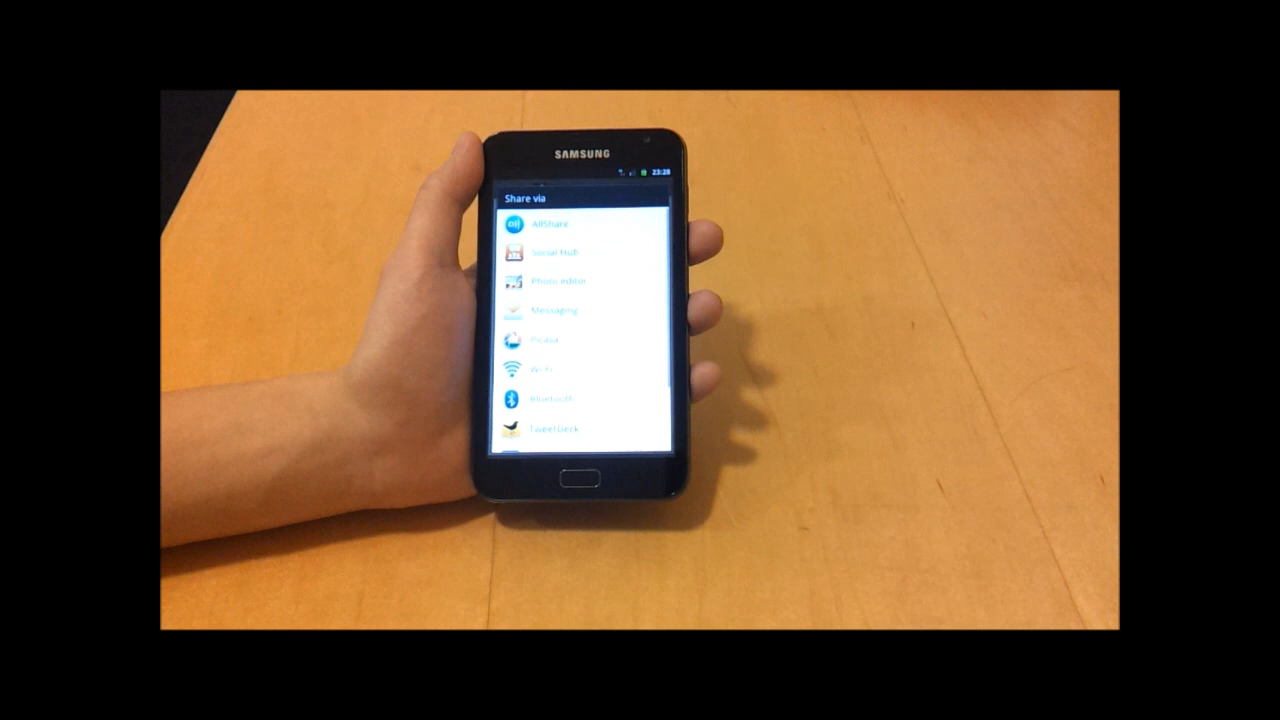 SAMSUNG
23:28
Share via
AllShare
Social Hub
Photo editor
Messaging
Picasa
Wi-Fi
Bluetooth
TweetDeck